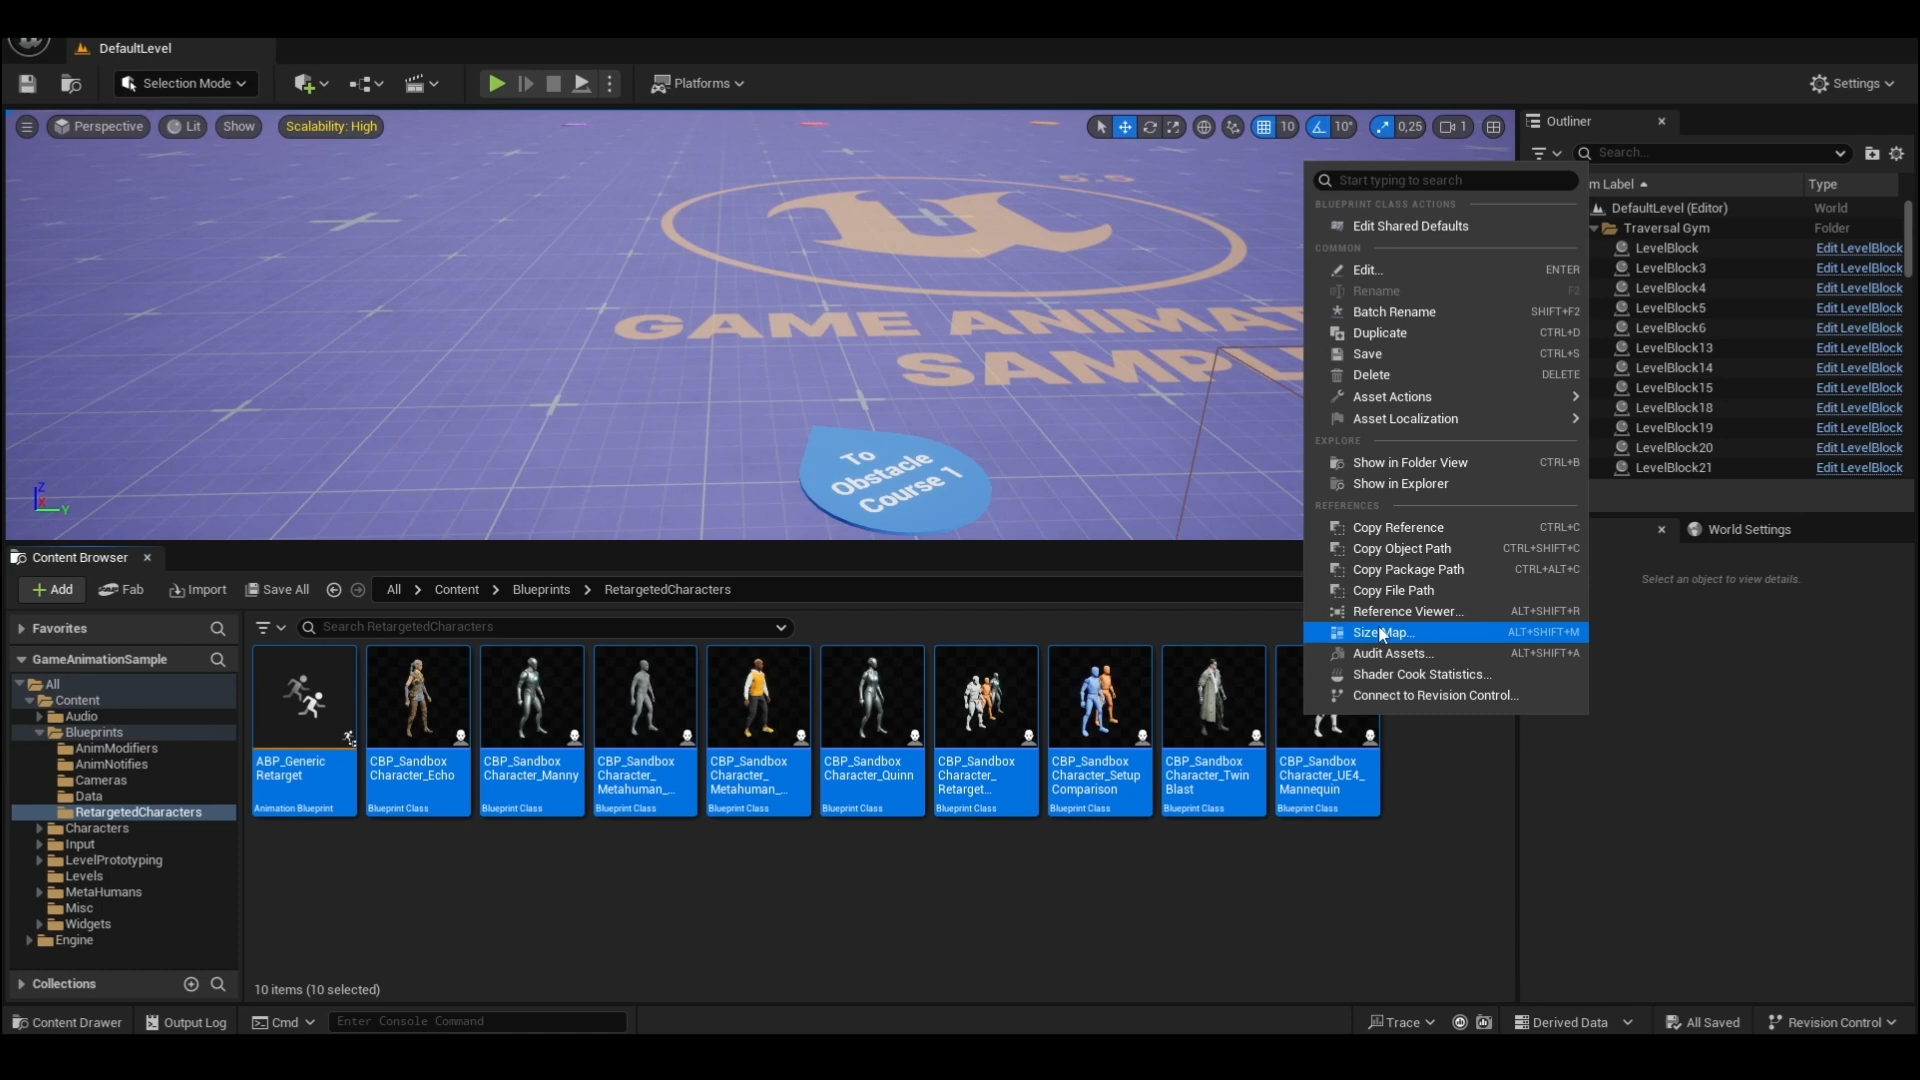 DefaultLevel
Selection Mode
Platforms
Settings
Perspective
Lit
Show
Scalability: High
10
10°
0,25
1
5.5
GAME ANIMAT
SAMPL
To
Obstacle
Course 1
Outliner
Search...
m Label
Type
DefaultLevel (Editor)
World
Traversal Gym
Folder
LevelBlock
Edit LevelBlock
LevelBlock3
Edit LevelBlock
LevelBlock4
Edit LevelBlock
LevelBlock5
Edit LevelBlock
LevelBlock6
Edit LevelBlock
LevelBlock13
Edit LevelBlock
LevelBlock14
Edit LevelBlock
LevelBlock15
Edit LevelBlock
LevelBlock18
Edit LevelBlock
LevelBlock19
Edit LevelBlock
LevelBlock20
Edit LevelBlock
LevelBlock21
Edit LevelBlock
World Settings
Select an object to view details.
Start typing to search
BLUEPRINT CLASS ACTIONS
Edit Shared Defaults
COMMON
Edit... ENTER
Rename F2
Batch Rename SHIFT+F2
Duplicate CTRL+D
Save CTRL+S
Delete DELETE
Asset Actions
Asset Localization
EXPLORE
Show in Folder View CTRL+B
Show in Explorer
REFERENCES
Copy Reference CTRL+C
Copy Object Path CTRL+SHIFT+C
Copy Package Path CTRL+ALT+C
Copy File Path
Reference Viewer... ALT+SHIFT+R
Size Map... ALT+SHIFT+M
Audit Assets... ALT+SHIFT+A
Shader Cook Statistics...
Connect to Revision Control...
Content Browser
Add
Fab
Import
Save All
All
Content
Blueprints
RetargetedCharacters
Favorites
Search RetargetedCharacters
GameAnimationSample
All
Content
Audio
Blueprints
AnimModifiers
AnimNotifies
Cameras
Data
RetargetedCharacters
Characters
Input
LevelPrototyping
Levels
MetaHumans
Misc
Widgets
Engine
Collections
ABP_Generic
Retarget
Animation Blueprint
CBP_Sandbox
Character_Echo
Blueprint Class
CBP_Sandbox
Character_Manny
Blueprint Class
CBP_Sandbox
Character_
Metahuman_...
Blueprint Class
CBP_Sandbox
Character_
Metahuman_...
Blueprint Class
CBP_Sandbox
Character_Quinn
Blueprint Class
CBP_Sandbox
Character_
Retarget...
Blueprint Class
CBP_Sandbox
Character_Setup
Comparison
Blueprint Class
CBP_Sandbox
Character_Twin
Blast
Blueprint Class
CBP_Sandbox
Character_UE4_
Mannequin
Blueprint Class
10 items (10 selected)
Content Drawer
Output Log
Cmd
Enter Console Command
Trace
Derived Data
All Saved
Revision Control